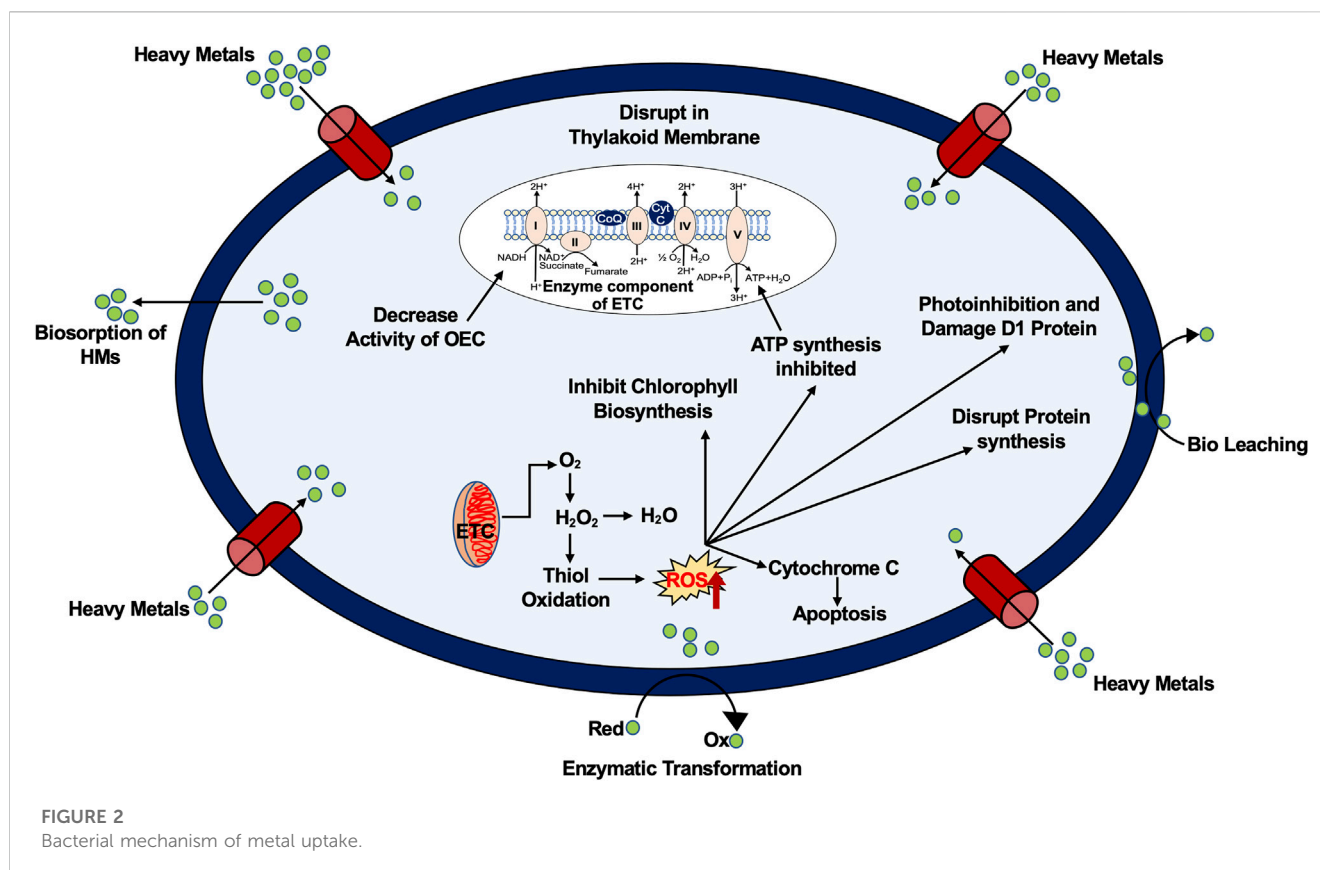 Heavy Metals
Heavy Metals
Disrupt in
Thylakoid Membrane
2H⁺
4H⁺
2H⁺
3H⁺
CoQ
Cyt
C
I
II
III
IV
V
NADH
NAD⁺
Succinate
Fumarate
H⁺
2H⁺
½ O₂
H₂O
2H⁺
ADP+Pᵢ
ATP+H₂O
3H⁺
Enzyme component
of ETC
Decrease
Activity of OEC
Biosorption of
HMs
ATP synthesis
inhibited
Photoinhibition and
Damage D1 Protein
Inhibit Chlorophyll
Biosynthesis
Disrupt Protein
synthesis
Bio Leaching
ETC
O₂
H₂O₂
H₂O
Thiol
Oxidation
ROS
Cytochrome C
Apoptosis
Heavy Metals
Heavy Metals
Red
Ox
Enzymatic Transformation
FIGURE 2
Bacterial mechanism of metal uptake.